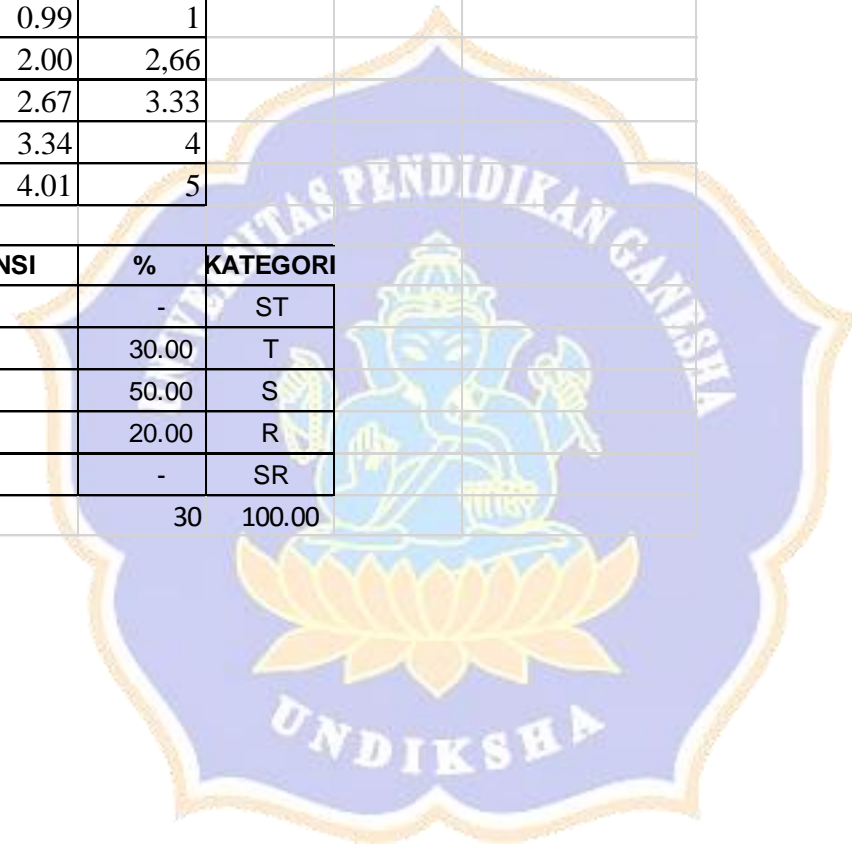 0.99 1
2.00 2,66
2.67 3.33
3.34 4
4.01 5
NSI % KATEGORI
- ST
30.00 T
50.00 S
20.00 R
- SR
30 100.00
UNIVERSITAS PENDIDIKAN GANESHA
UNDIKSHA